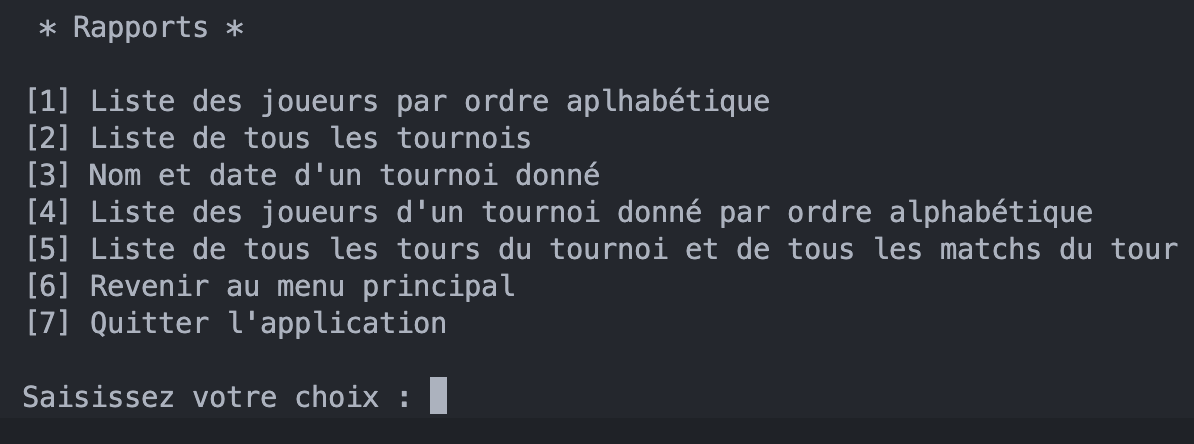 * Rapports *
[1] Liste des joueurs par ordre aplhabétique
[2] Liste de tous les tournois
[3] Nom et date d'un tournoi donné
[4] Liste des joueurs d'un tournoi donné par ordre alphabétique
[5] Liste de tous les tours du tournoi et de tous les matchs du tour
[6] Revenir au menu principal
[7] Quitter l'application
Saisissez votre choix :